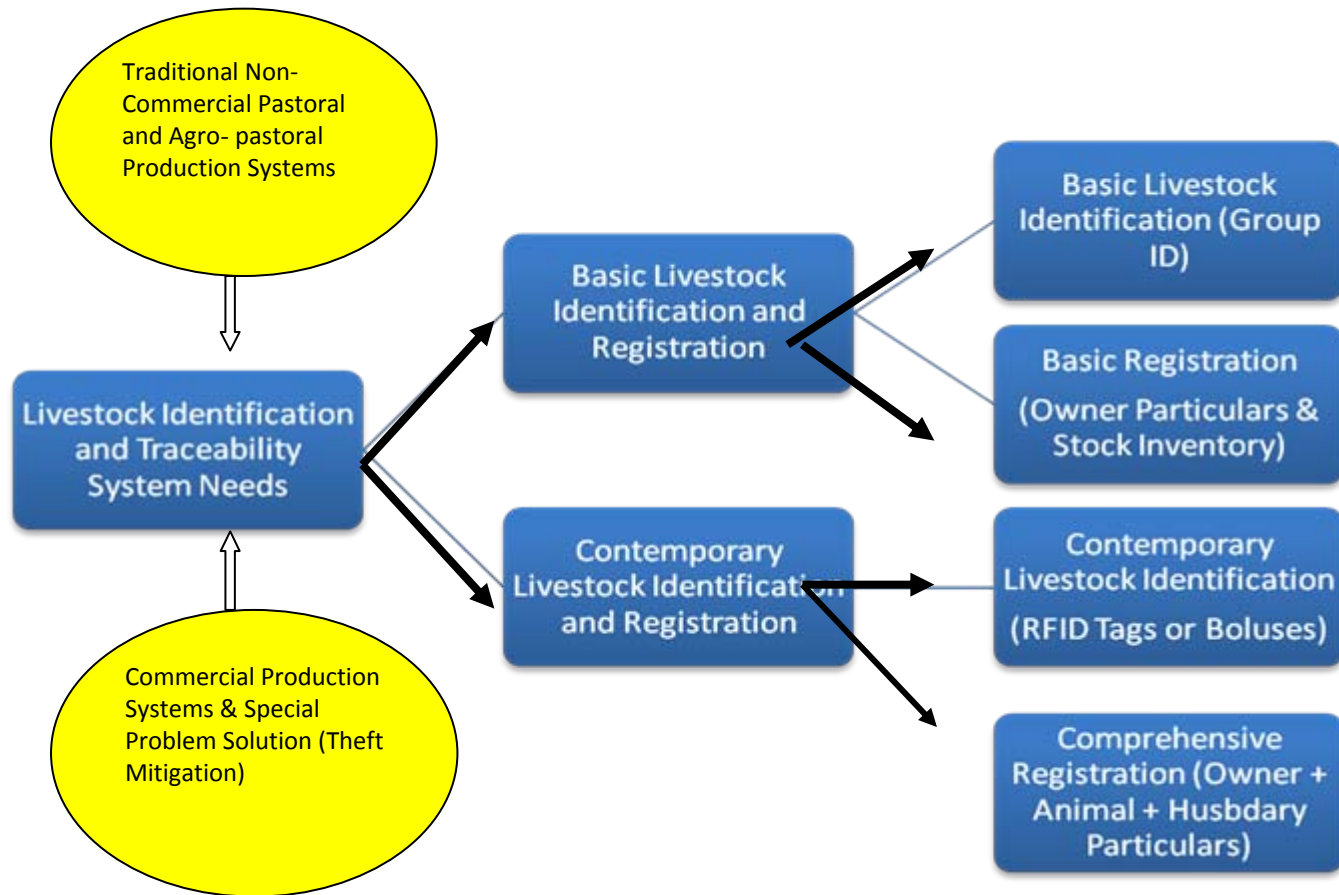 Traditional Non-
Commercial Pastoral
and Agro- pastoral
Production Systems
Livestock Identification
and Traceability
System Needs
Commercial Production
Systems & Special
Problem Solution (Theft
Mitigation)
Basic Livestock
Identification and
Registration
Contemporary
Livestock Identification
and Registration
Basic Livestock
Identification (Group
ID)
Basic Registration
(Owner Particulars &
Stock Inventory)
Contemporary
Livestock Identification
(RFID Tags or Boluses)
Comprehensive
Registration (Owner +
Animal + Husbdary
Particulars)